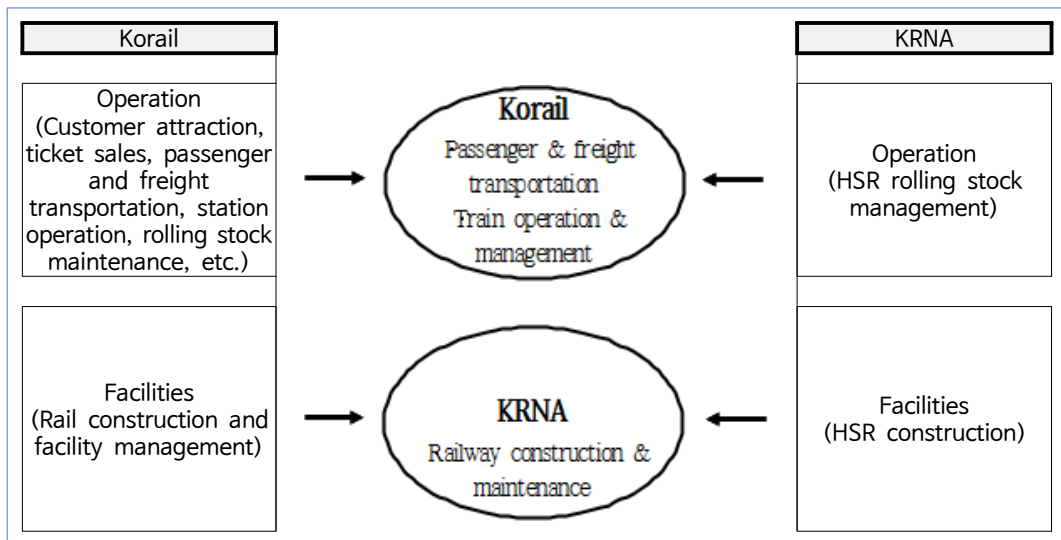 Korail
KRNA
Operation
(Customer attraction,
ticket sales, passenger
and freight
transportation, station
operation, rolling stock
maintenance, etc.)
Korail
Passenger & freight
transportation
Train operation &
management
Operation
(HSR rolling stock
management)
Facilities
(Rail construction and
facility management)
KRNA
Railway construction &
maintenance
Facilities
(HSR construction)